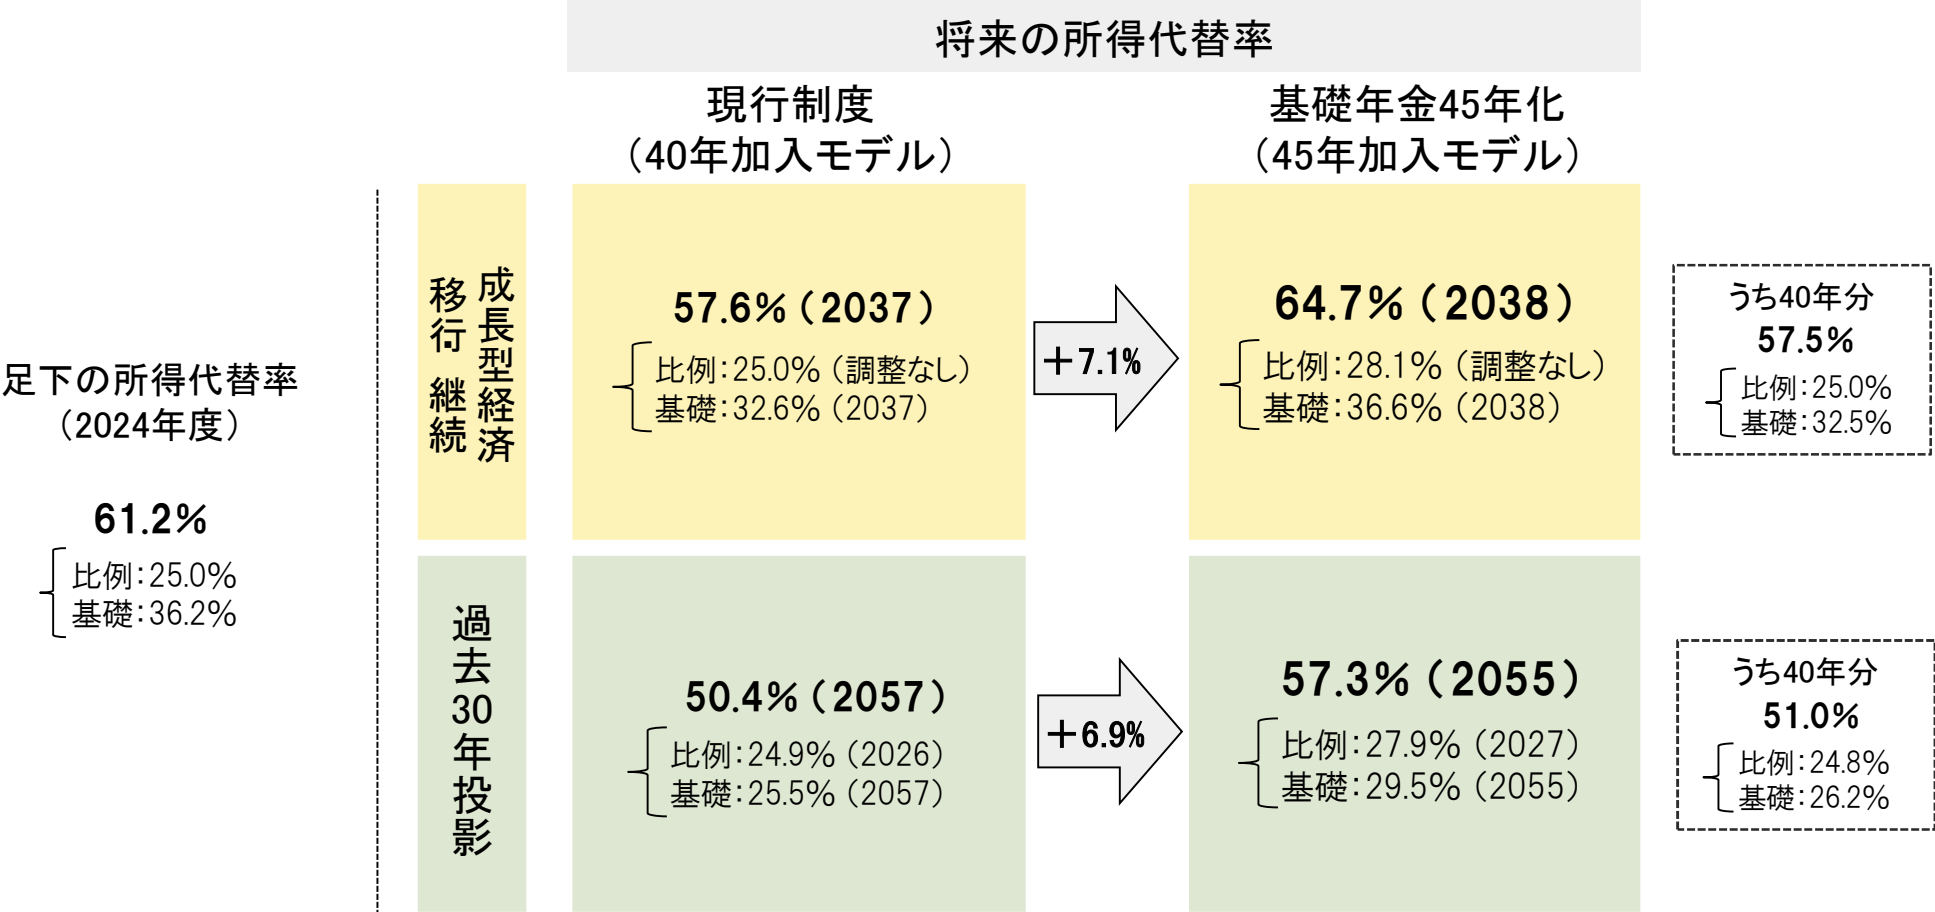 将来の所得代替率
現行制度
（40年加入モデル）
基礎年金45年化
（45年加入モデル）
足下の所得代替率
（2024年度）
61.2%
比例：25.0%
基礎：36.2%
成長型経済
移行・継続
57.6%（2037）
比例：25.0%（調整なし）
基礎：32.6%（2037）
＋7.1%
64.7%（2038）
比例：28.1%（調整なし）
基礎：36.6%（2038）
うち40年分
57.5%
比例：25.0%
基礎：32.5%
過去30年投影
50.4%（2057）
比例：24.9%（2026）
基礎：25.5%（2057）
＋6.9%
57.3%（2055）
比例：27.9%（2027）
基礎：29.5%（2055）
うち40年分
51.0%
比例：24.8%
基礎：26.2%